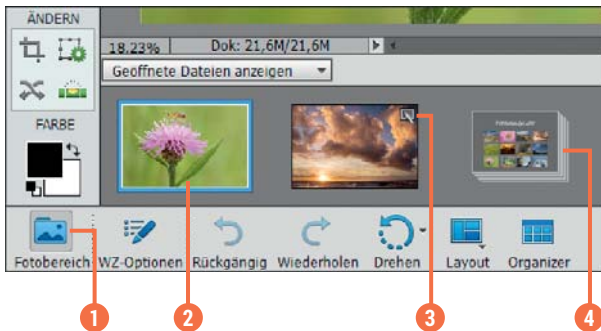 ÄNDERN
18.23% Dok: 21,6M/21,6M
Geöffnete Dateien anzeigen
FARBE
Fotobereich WZ-Optionen Rückgängig Wiederholen Drehen Layout Organizer
1 2 3 4